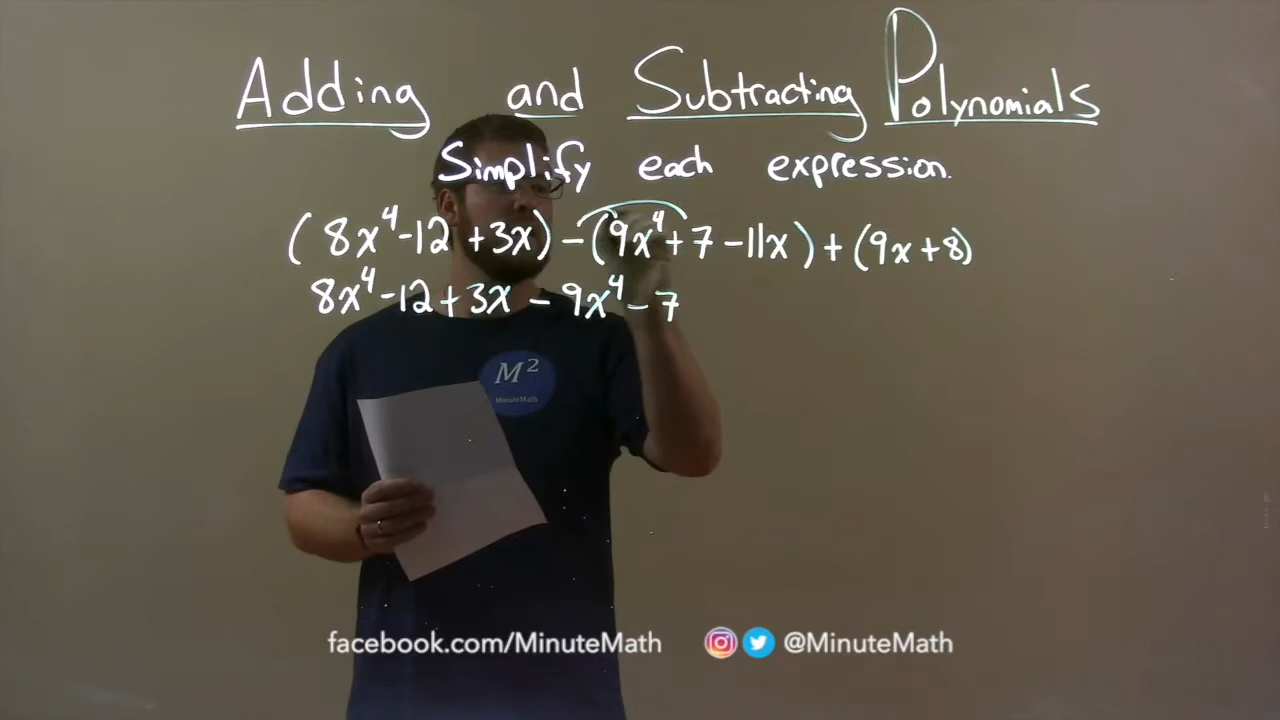 Adding and Subtracting Polynomials
Simplify each expression.
(8x⁴-12+3x) -(9x⁴+7-11x)+(9x+8)
8x⁴-12+3x-9x⁴-7
M²
MinuteMath
facebook.com/MinuteMath @MinuteMath